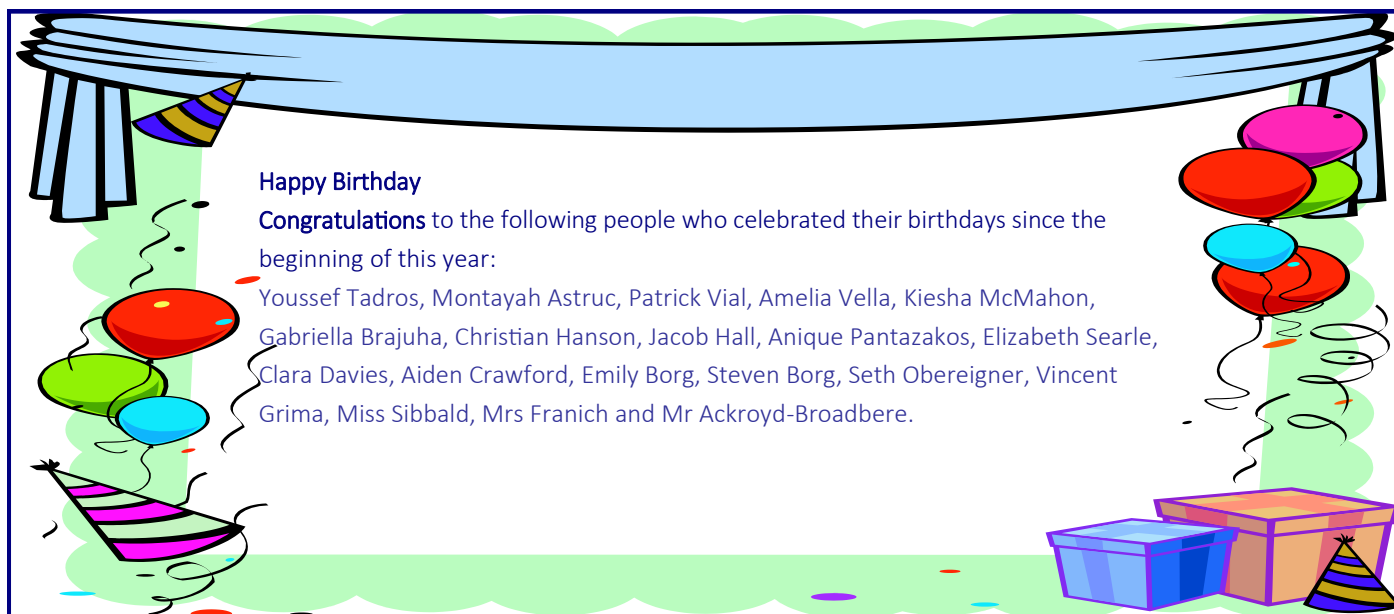 Happy Birthday
Congratulations to the following people who celebrated their birthdays since the
beginning of this year:
Youssef Tadros, Montayah Astruc, Patrick Vial, Amelia Vella, Kiesha McMahon,
Gabriella Brajuha, Christian Hanson, Jacob Hall, Anique Pantazakos, Elizabeth Searle,
Clara Davies, Aiden Crawford, Emily Borg, Steven Borg, Seth Obereigner, Vincent
Grima, Miss Sibbald, Mrs Franich and Mr Ackroyd-Broadbere.